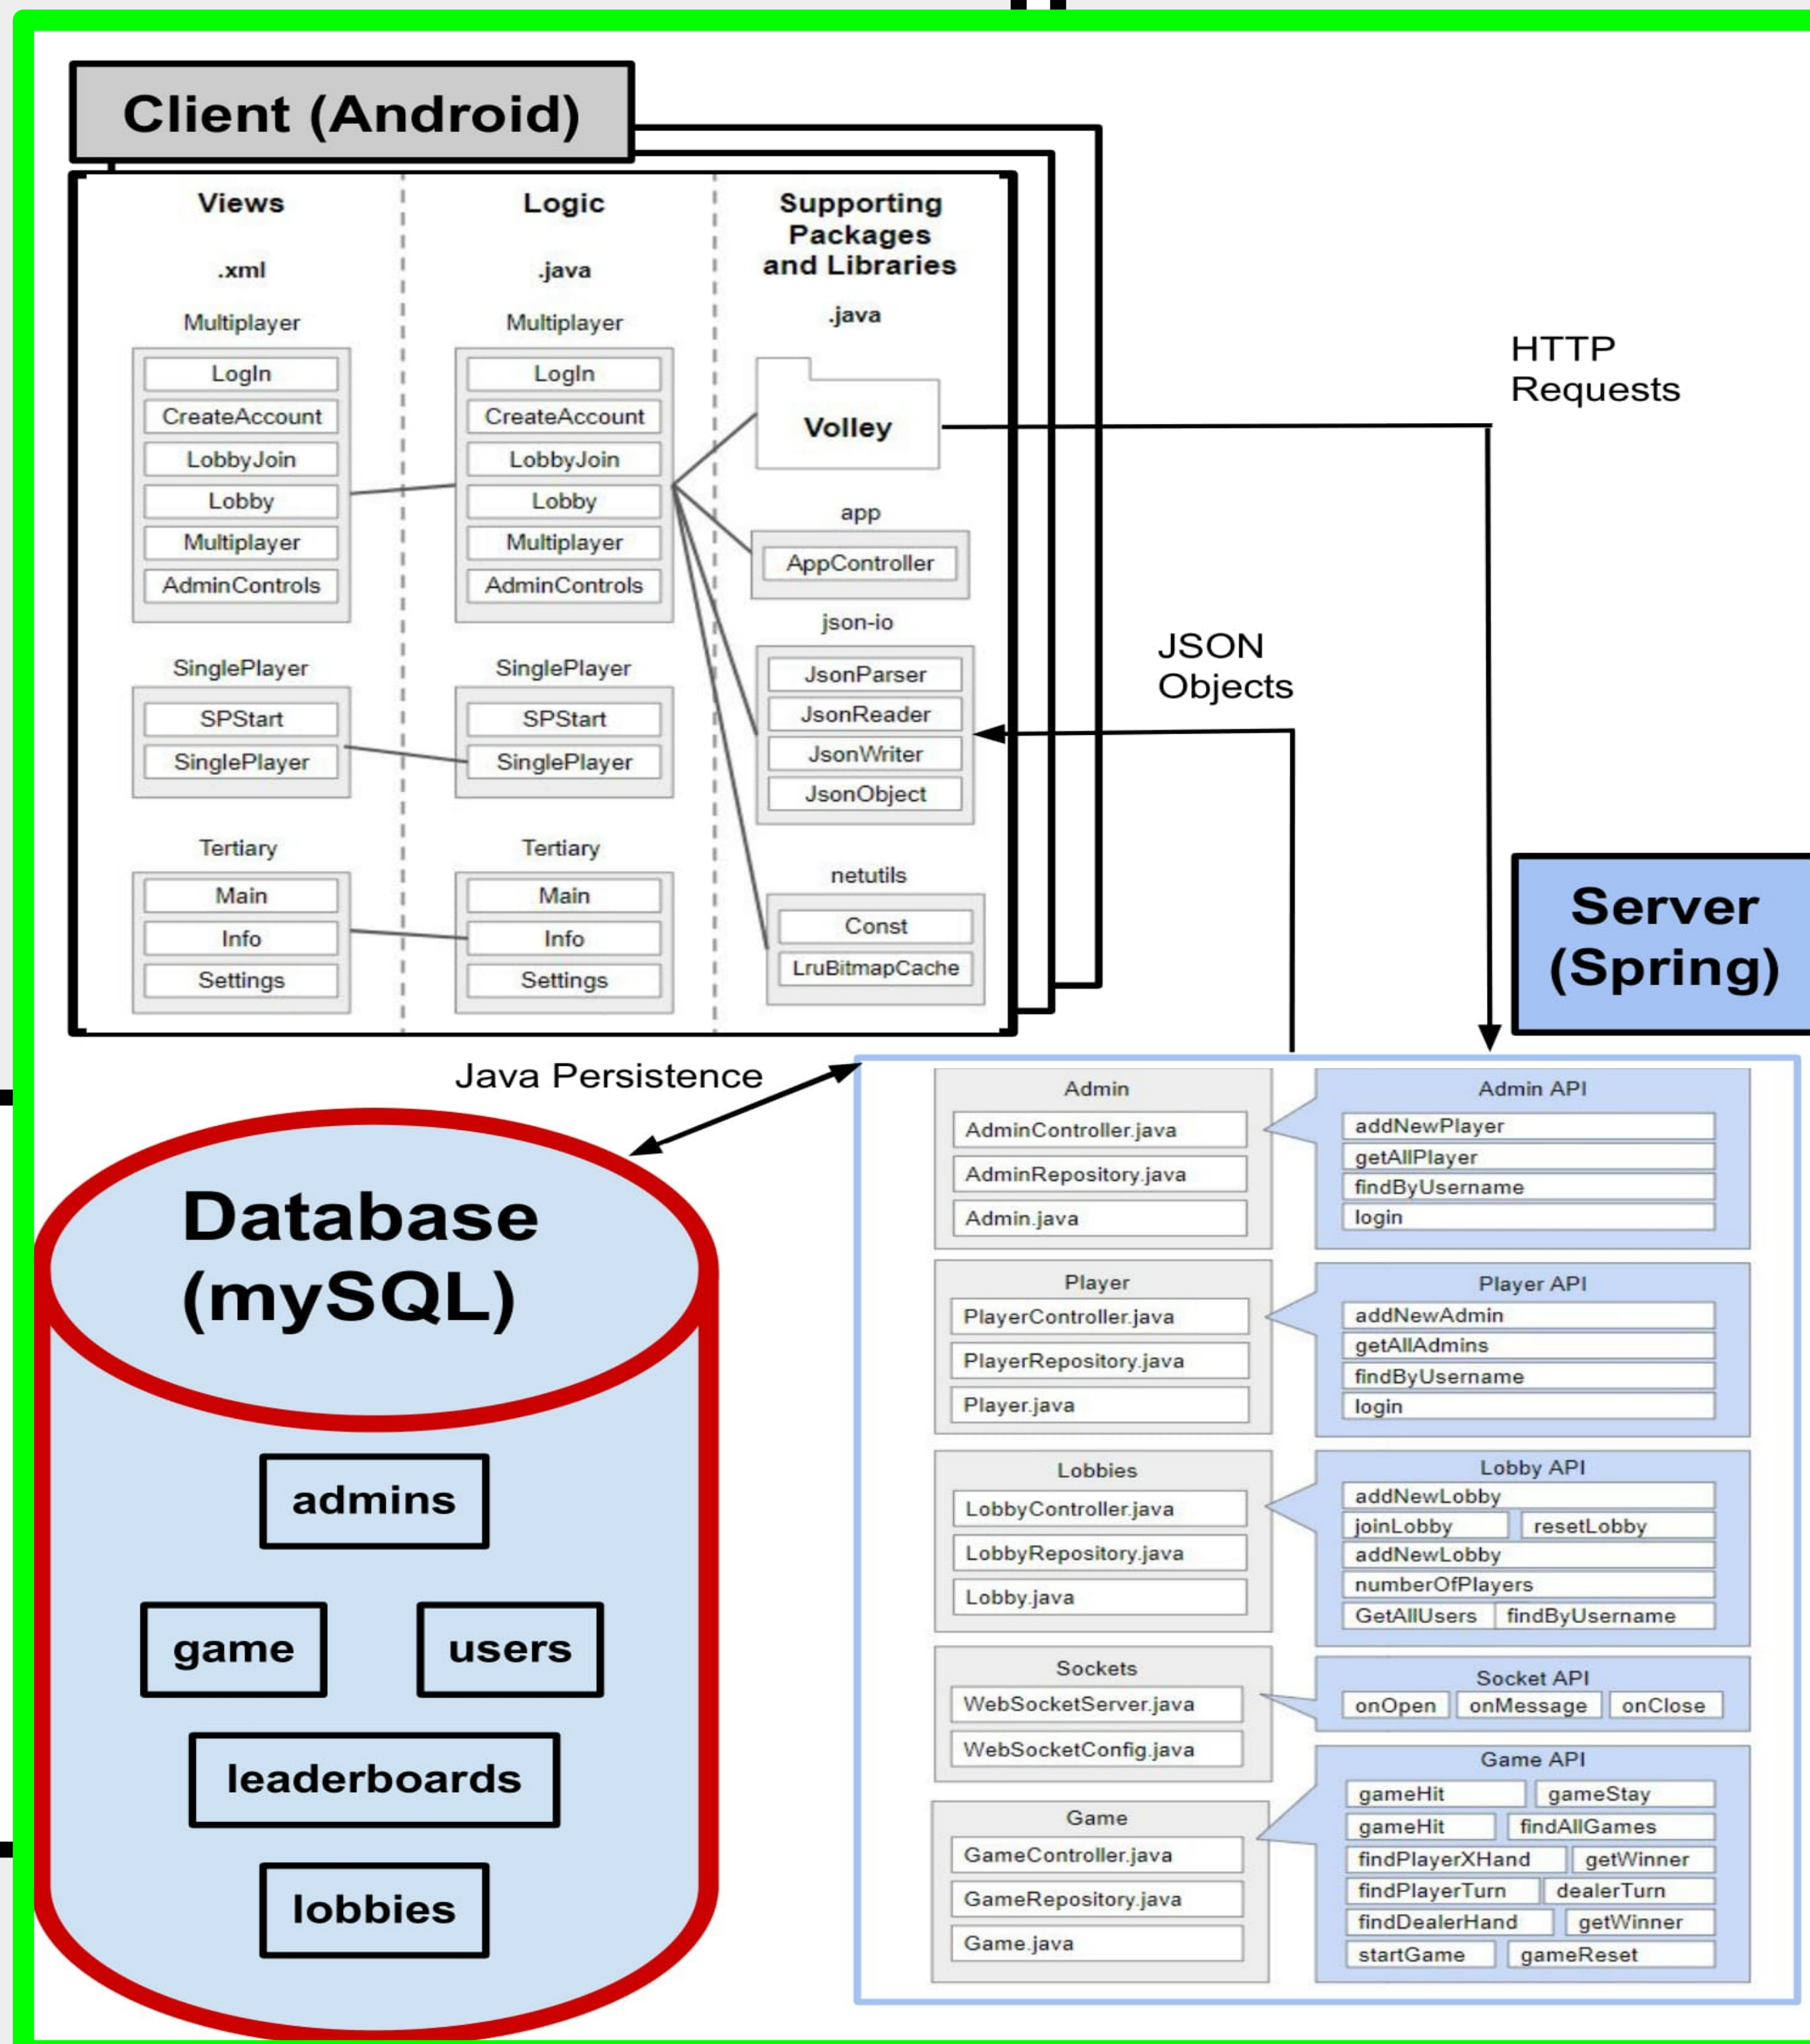 Client (Android)
Views
.xml
Multiplayer
LogIn
CreateAccount
LobbyJoin
Lobby
Multiplayer
AdminControls
SinglePlayer
SPStart
SinglePlayer
Tertiary
Main
Info
Settings
Logic
.java
Multiplayer
LogIn
CreateAccount
LobbyJoin
Lobby
Multiplayer
AdminControls
SinglePlayer
SPStart
SinglePlayer
Tertiary
Main
Info
Settings
Supporting
Packages
and Libraries
.java
Volley
app
AppController
json-io
JsonParser
JsonReader
JsonWriter
JsonObject
netutils
Const
LruBitmapCache
HTTP
Requests
JSON
Objects
Server
(Spring)
Java Persistence
Database
(mySQL)
admins
game users
leaderboards
lobbies
Admin
AdminController.java
AdminRepository.java
Admin.java
Admin API
addNewPlayer
getAllPlayer
findByUsername
login
Player
PlayerController.java
PlayerRepository.java
Player.java
Player API
addNewAdmin
getAllAdmins
findByUsername
login
Lobbies
LobbyController.java
LobbyRepository.java
Lobby.java
Lobby API
addNewLobby
joinLobby resetLobby
addNewLobby
numberOfPlayers
GetAllUsers findByUsername
Sockets
WebSocketServer.java
WebSocketConfig.java
Socket API
onOpen onMessage onClose
Game
GameController.java
GameRepository.java
Game.java
Game API
gameHit gameStay
gameHit findAllGames
findPlayerXHand getWinner
findPlayerTurn dealerTurn
findDealerHand getWinner
startGame gameReset